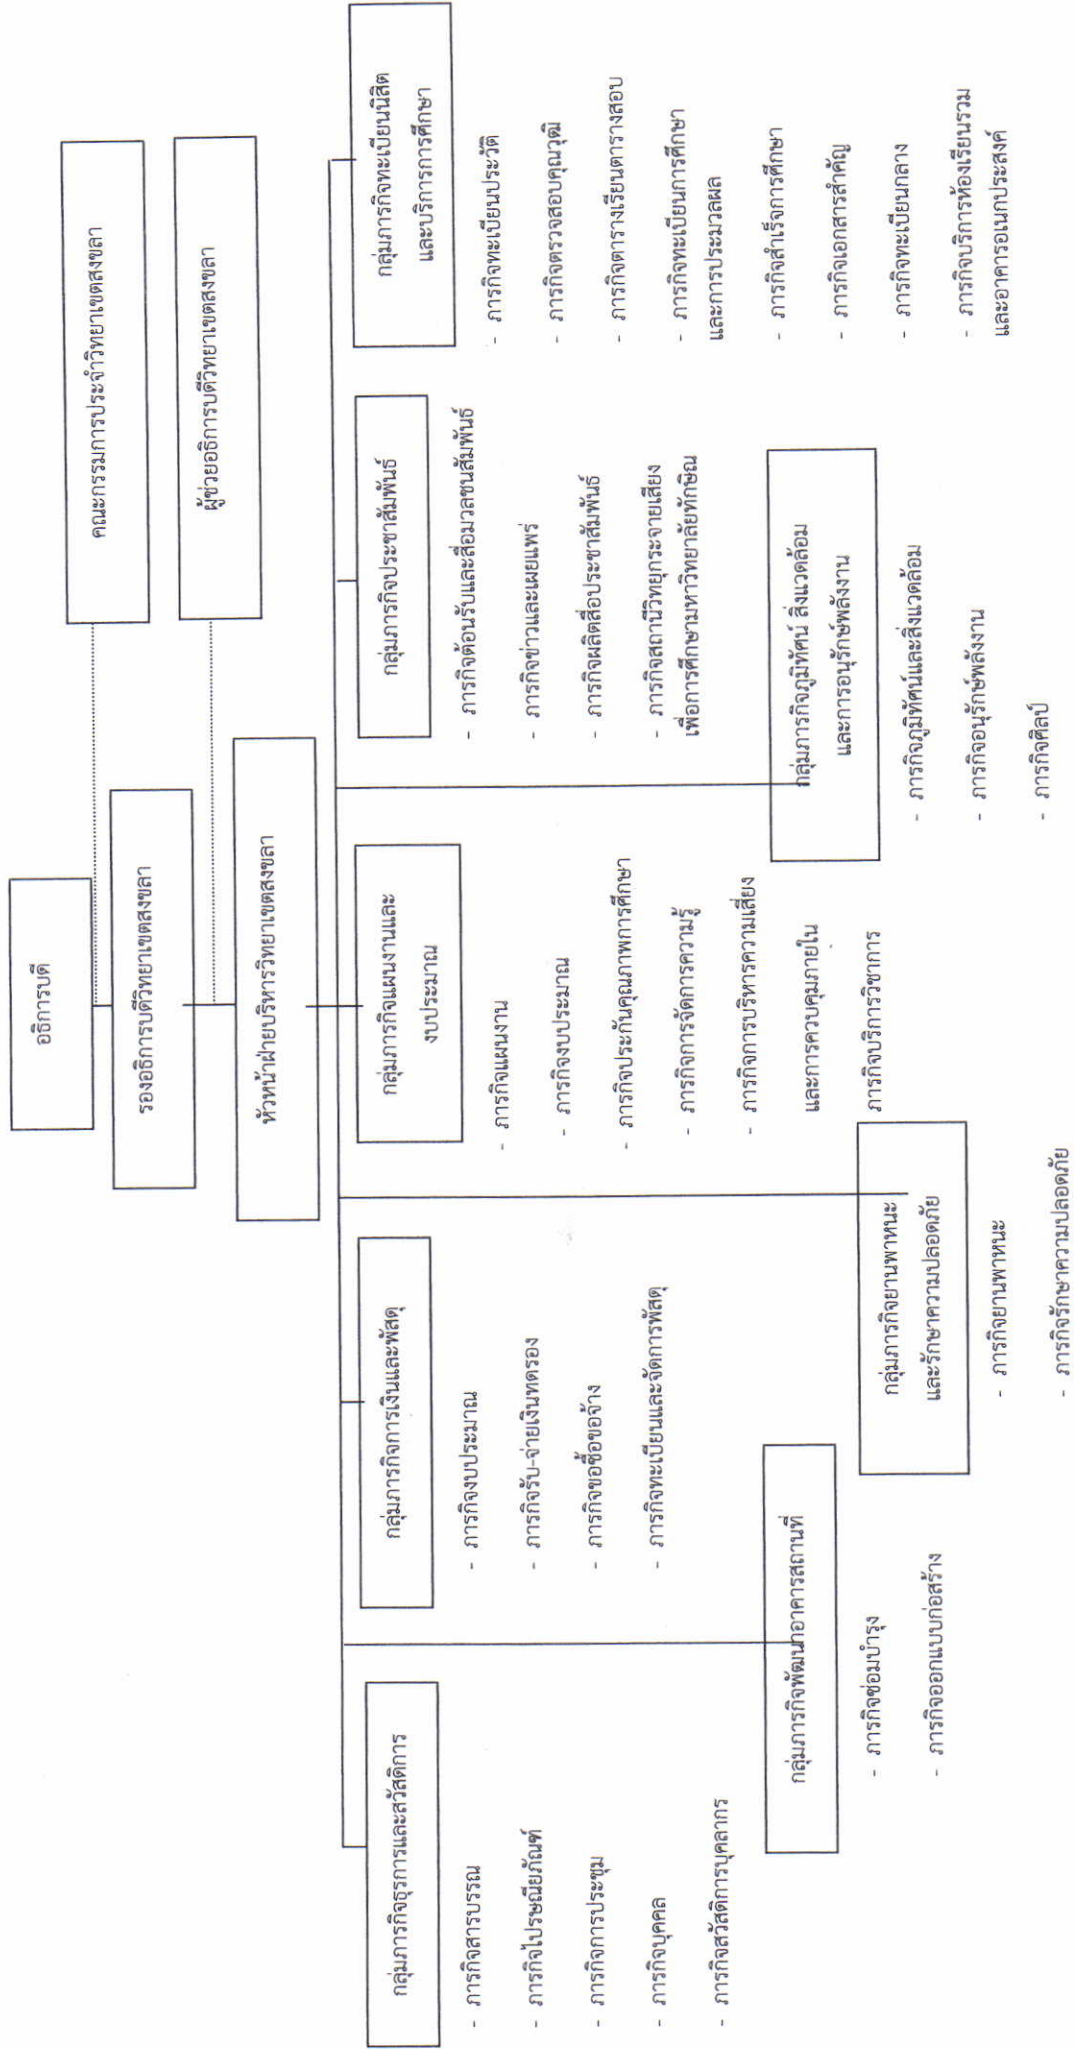 อธิการบดี
คณะกรรมการประจำวิทยาเขตสงขลา
รองอธิการบดีวิทยาเขตสงขลา
ผู้ช่วยอธิการบดีวิทยาเขตสงขลา
หัวหน้าฝ่ายบริหารวิทยาเขตสงขลา
กลุ่มภารกิจธุรการและสวัสดิการ
- ภารกิจสารบรรณ
- ภารกิจไปรษณียภัณฑ์
- ภารกิจการประชุม
- ภารกิจบุคคล
- ภารกิจสวัสดิการบุคลากร
กลุ่มภารกิจการเงินและพัสดุ
- ภารกิจงบประมาณ
- ภารกิจรับ-จ่ายเงินทดรอง
- ภารกิจขอซื้อขอจ้าง
- ภารกิจทะเบียนและจัดการพัสดุ
กลุ่มภารกิจแผนงานและ
งบประมาณ
- ภารกิจแผนงาน
- ภารกิจงบประมาณ
- ภารกิจประกันคุณภาพการศึกษา
- ภารกิจการจัดการความรู้
- ภารกิจการบริหารความเสี่ยง
และการควบคุมภายใน
ภารกิจบริการวิชาการ
กลุ่มภารกิจประชาสัมพันธ์
- ภารกิจต้อนรับและสื่อมวลชนสัมพันธ์
- ภารกิจข่าวและเผยแพร่
- ภารกิจผลิตสื่อประชาสัมพันธ์
- ภารกิจสถานีวิทยุกระจายเสียง
เพื่อการศึกษามหาวิทยาลัยทักษิณ
กลุ่มภารกิจทะเบียนนิสิต
และบริการการศึกษา
- ภารกิจทะเบียนประวัติ
- ภารกิจตรวจสอบคุณวุฒิ
- ภารกิจตารางเรียนตารางสอบ
- ภารกิจทะเบียนการศึกษา
และการประมวลผล
- ภารกิจสำเร็จการศึกษา
- ภารกิจเอกสารสำคัญ
- ภารกิจทะเบียนกลาง
- ภารกิจบริการห้องเรียนรวม
และอาคารอเนกประสงค์
กลุ่มภารกิจพัฒนาอาคารสถานที่
- ภารกิจซ่อมบำรุง
- ภารกิจออกแบบก่อสร้าง
กลุ่มภารกิจยานพาหนะ
และรักษาความปลอดภัย
- ภารกิจยานพาหนะ
- ภารกิจรักษาความปลอดภัย
กลุ่มภารกิจภูมิทัศน์ สิ่งแวดล้อม
และการอนุรักษ์พลังงาน
- ภารกิจภูมิทัศน์และสิ่งแวดล้อม
- ภารกิจอนุรักษ์พลังงาน
- ภารกิจศิลป์